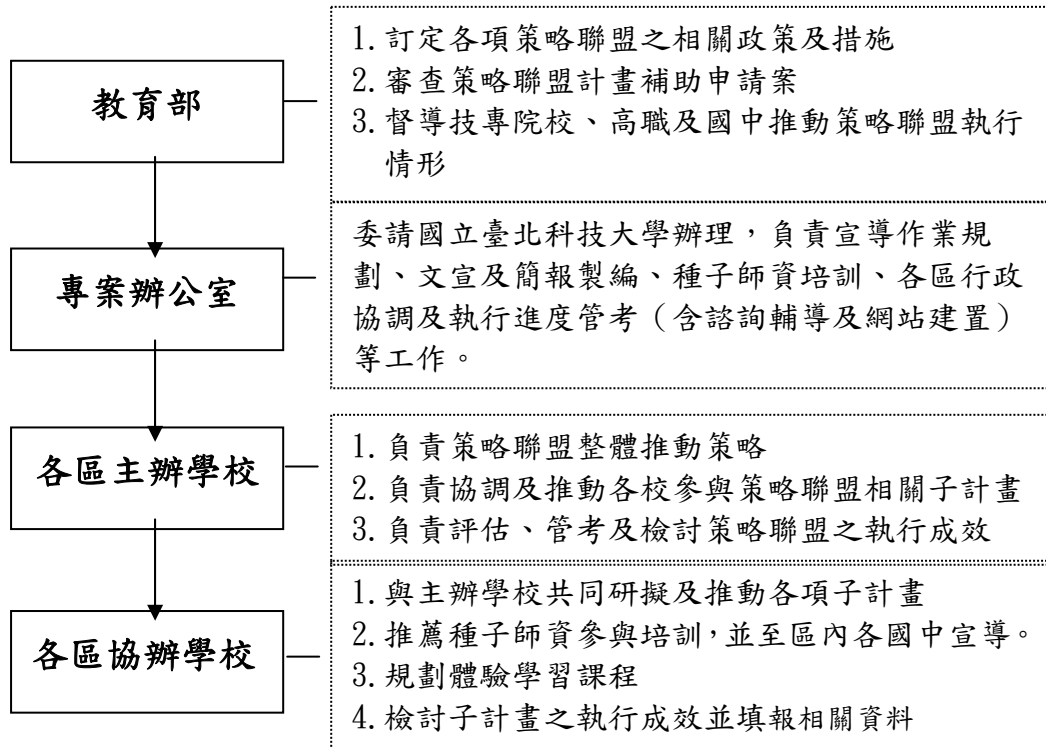 教育部
1.訂定各項策略聯盟之相關政策及措施
2.審查策略聯盟計畫補助申請案
3.督導技專院校、高職及國中推動策略聯盟執行
情形
專案辦公室
委請國立臺北科技大學辦理，負責宣導作業規
劃、文宣及簡報製編、種子師資培訓、各區行政
協調及執行進度管考（含諮詢輔導及網站建置）
等工作。
各區主辦學校
1.負責策略聯盟整體推動策略
2.負責協調及推動各校參與策略聯盟相關子計畫
3.負責評估、管考及檢討策略聯盟之執行成效
各區協辦學校
1.與主辦學校共同研擬及推動各項子計畫
2.推薦種子師資參與培訓，並至區內各國中宣導。
3.規劃體驗學習課程
4.檢討子計畫之執行成效並填報相關資料